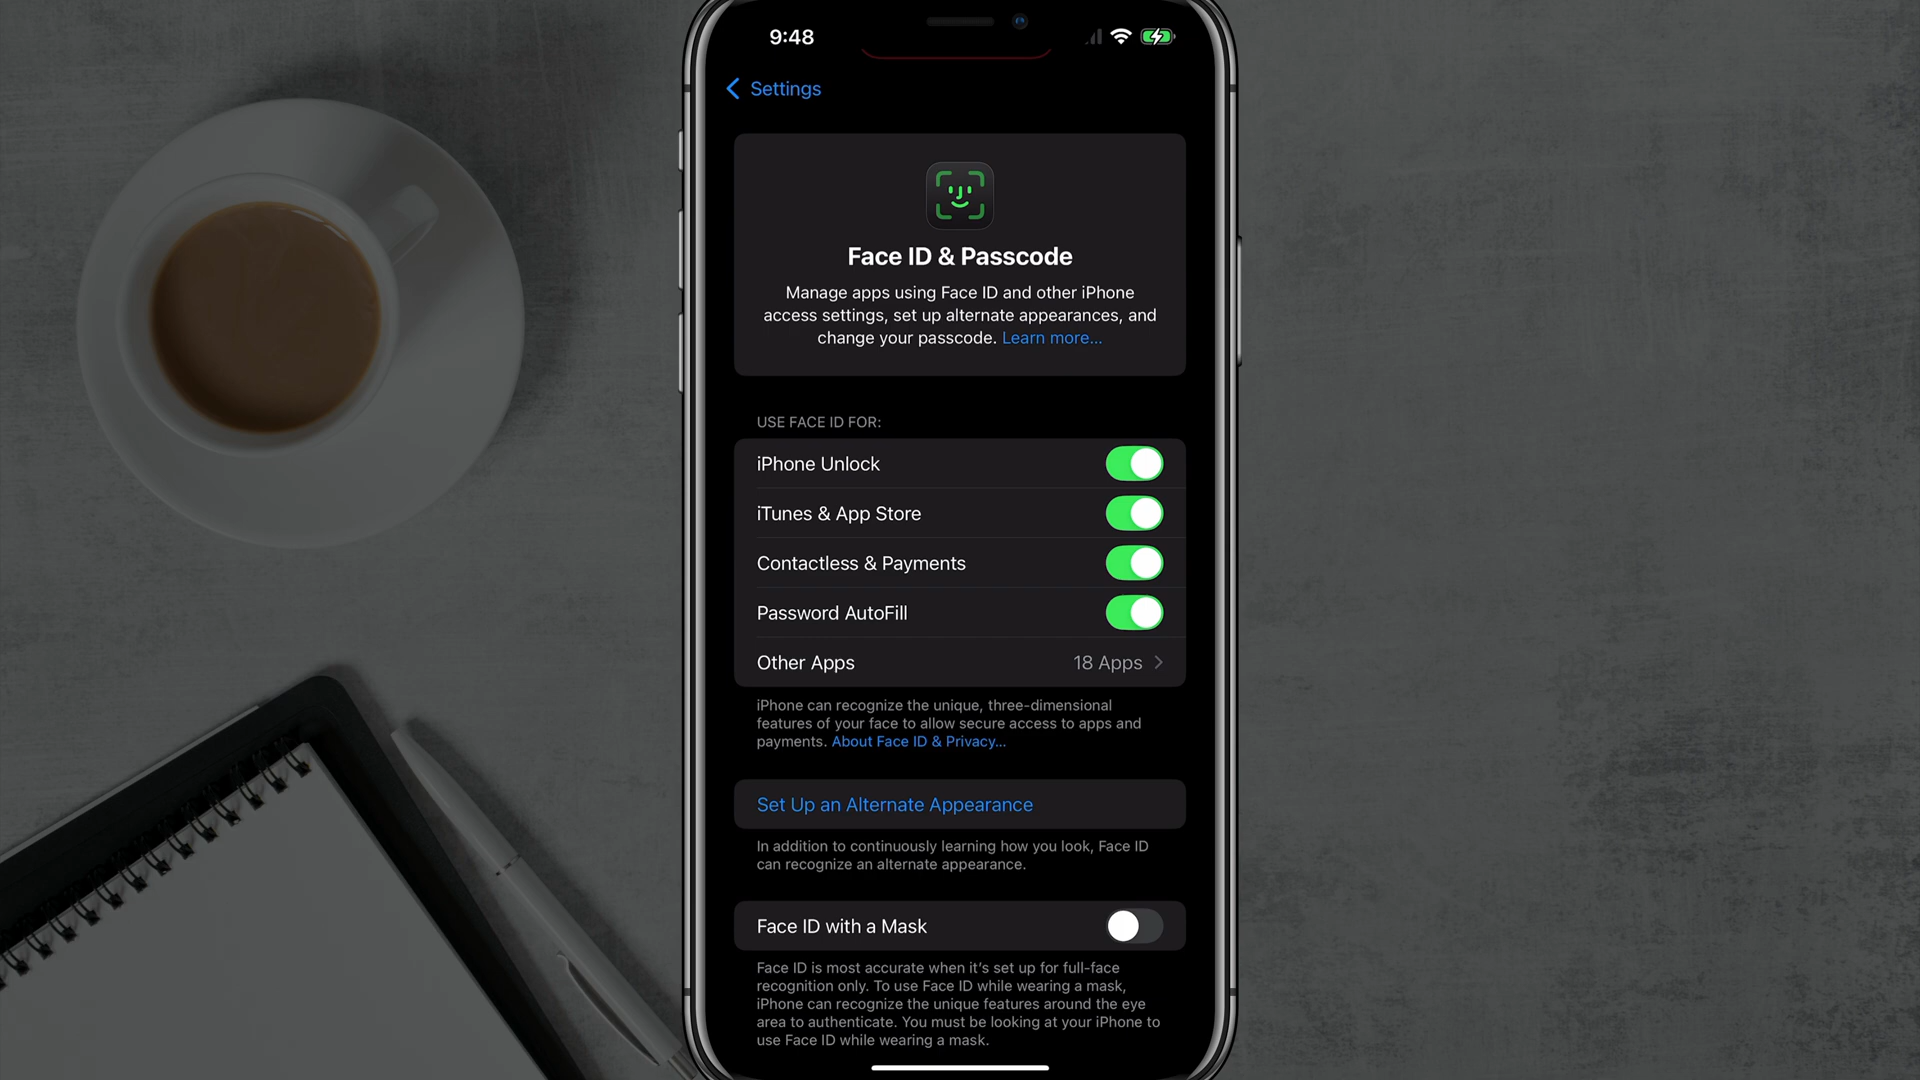 9:48
Settings
Face ID & Passcode
Manage apps using Face ID and other iPhone
access settings, set up alternate appearances, and
change your passcode. Learn more...
USE FACE ID FOR:
iPhone Unlock
iTunes & App Store
Contactless & Payments
Password AutoFill
Other Apps 18 Apps
iPhone can recognize the unique, three-dimensional
features of your face to allow secure access to apps and
payments. About Face ID & Privacy...
Set Up an Alternate Appearance
In addition to continuously learning how you look, Face ID
can recognize an alternate appearance.
Face ID with a Mask
Face ID is most accurate when it's set up for full-face
recognition only. To use Face ID while wearing a mask,
iPhone can recognize the unique features around the eye
area to authenticate. You must be looking at your iPhone to
use Face ID while wearing a mask.